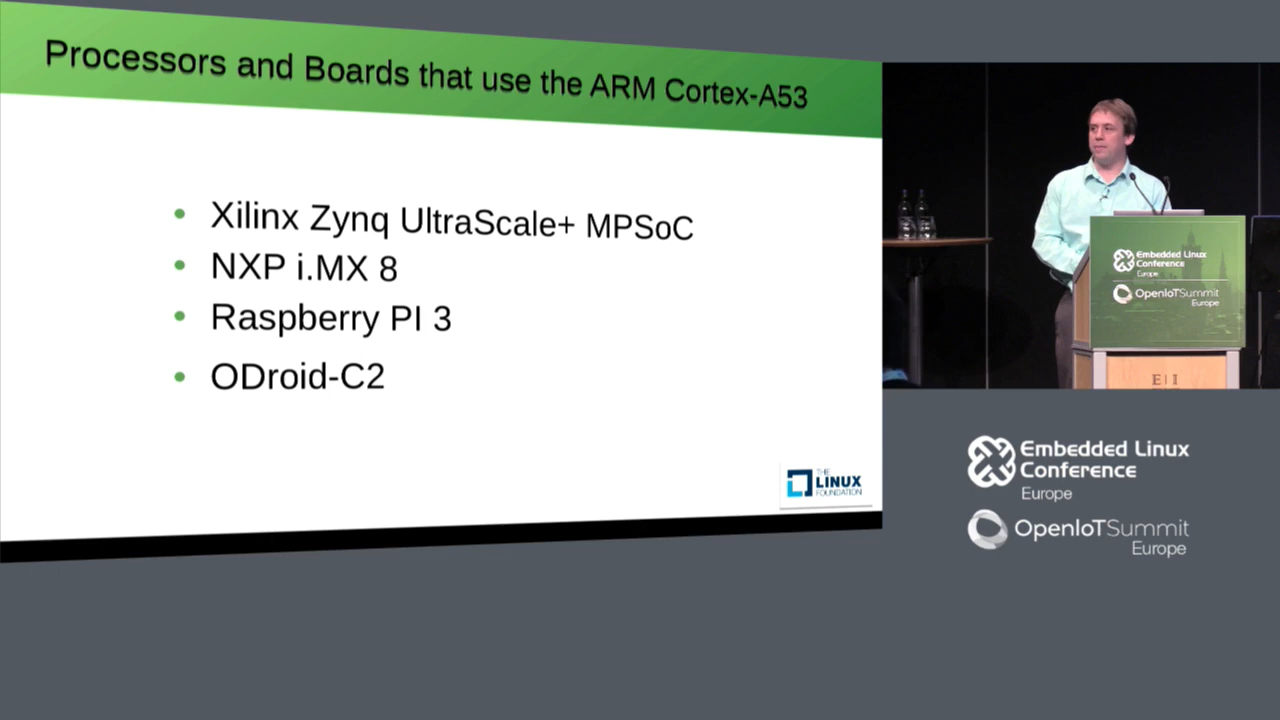 Processors and Boards that use the ARM Cortex-A53
Xilinx Zynq UltraScale+ MPSoC
NXP i.MX 8
Raspberry PI 3
ODroid-C2
THE
LINUX
FOUNDATION
Embedded Linux
Conference
Europe
OpenIoTSummit
Europe
Embedded Linux
Conference
Europe
OpenIoTSummit
Europe